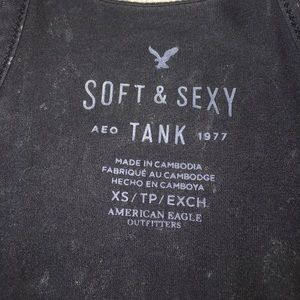 SOFT & SEXY
AEO TANK 1977
MADE IN CAMBODIA
FABRIQUÉ AU CAMBODGE
HECHO EN CAMBOYA
XS/TP/EXCH.
AMERICAN EAGLE
OUTFITTERS